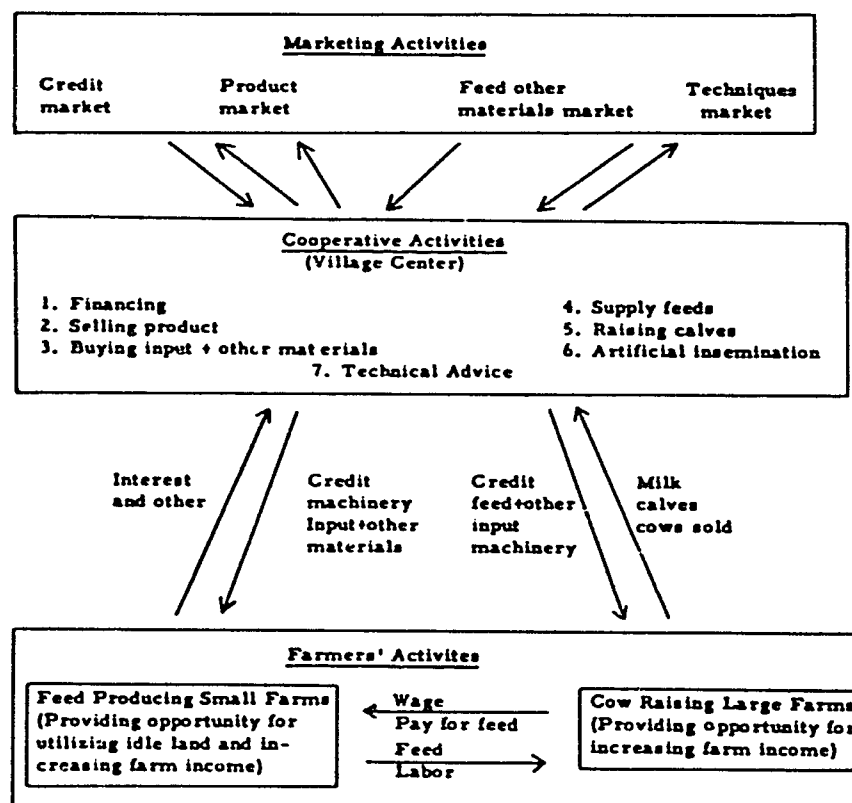 Marketing Activities
Credit
market
Product
market
Feed other
materials market
Techniques
market
Cooperative Activities
(Village Center)
1. Financing
2. Selling product
3. Buying input + other materials
4. Supply feeds
5. Raising calves
6. Artificial insemination
7. Technical Advice
Interest
and other
Credit
machinery
Input+other
materials
Credit
feed+other
input
machinery
Milk
calves
cows sold
Farmers' Activites
Feed Producing Small Farms
(Providing opportunity for
utilizing idle land and in-
creasing farm income)
Wage
Pay for feed
Feed
Labor
Cow Raising Large Farms
(Providing opportunity for
increasing farm income)